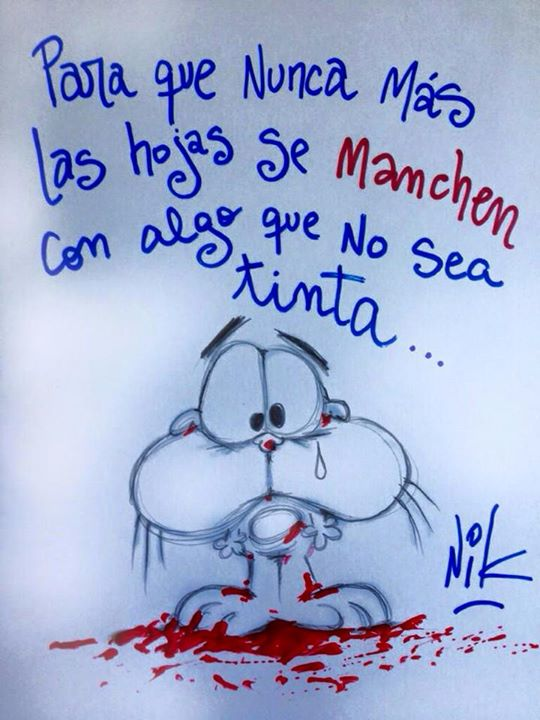 Para que Nunca Más
las hojas se Manchen
con algo que No sea
tinta...
Nik